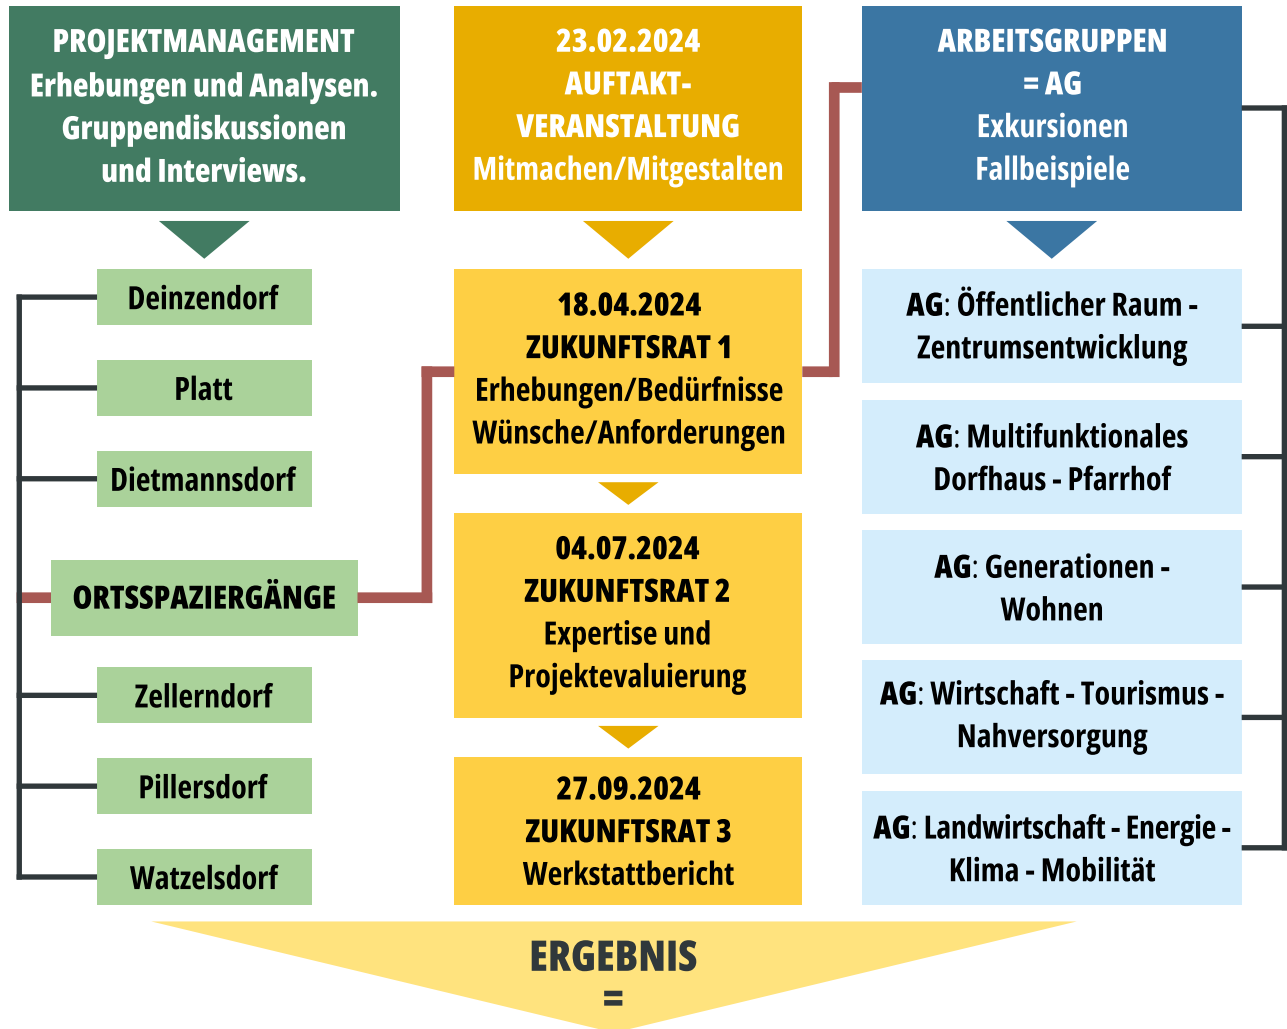 PROJEKTMANAGEMENT
Erhebungen und Analysen.
Gruppendiskussionen
und Interviews.
Deinzendorf
Platt
Dietmannsdorf
ORTSSPAZIERGÄNGE
Zellerndorf
Pillersdorf
Watzelsdorf
23.02.2024
AUFTAKT-
VERANSTALTUNG
Mitmachen/Mitgestalten
18.04.2024
ZUKUNFTSRAT 1
Erhebungen/Bedürfnisse
Wünsche/Anforderungen
04.07.2024
ZUKUNFTSRAT 2
Expertise und
Projektevaluierung
27.09.2024
ZUKUNFTSRAT 3
Werkstattbericht
ARBEITSGRUPPEN
= AG
Exkursionen
Fallbeispiele
AG: Öffentlicher Raum -
Zentrumsentwicklung
AG: Multifunktionales
Dorfhaus - Pfarrhof
AG: Generationen -
Wohnen
AG: Wirtschaft - Tourismus -
Nahversorgung
AG: Landwirtschaft - Energie -
Klima - Mobilität
ERGEBNIS
=